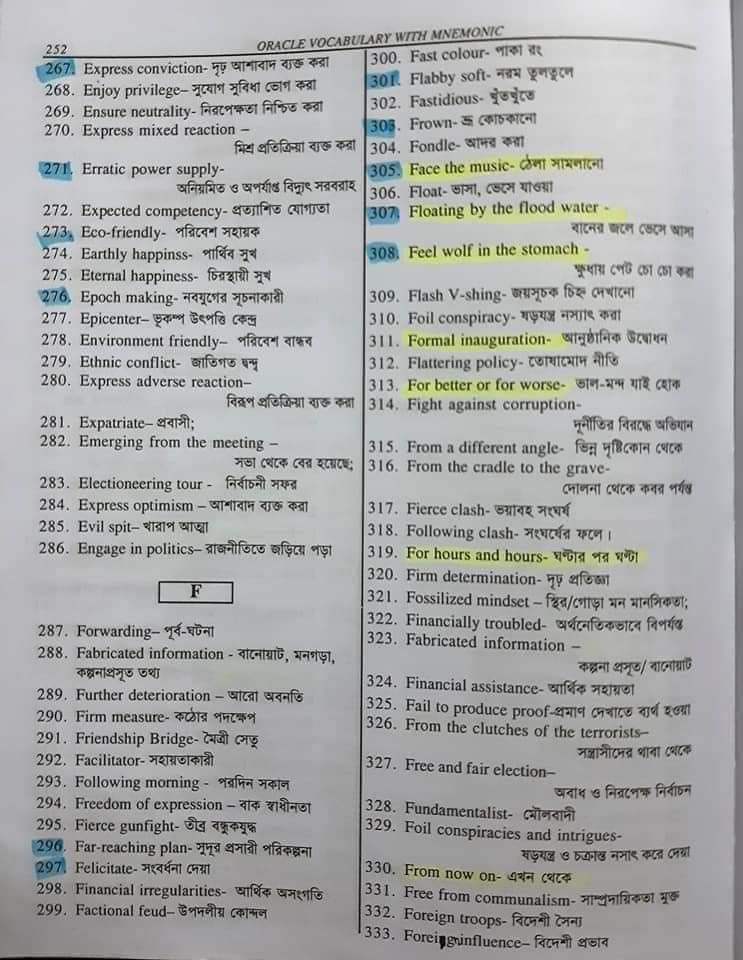 252
ORACLE VOCABULARY WITH MNEMONIC
267. Express conviction- দৃঢ় আশাবাদ ব্যক্ত করা
268. Enjoy privilege– সুযোগ সুবিধা ভোগ করা
269. Ensure neutrality- নিরপেক্ষতা নিশ্চিত করা
270. Express mixed reaction –
মিশ্র প্রতিক্রিয়া ব্যক্ত করা
271. Erratic power supply-
অনিয়মিত ও অপর্যাপ্ত বিদ্যুৎ সরবরাহ
272. Expected competency- প্রত্যাশিত যোগ্যতা
273. Eco-friendly- পরিবেশ সহায়ক
274. Earthly happinss- পার্থিব সুখ
275. Eternal happiness- চিরস্থায়ী সুখ
276. Epoch making- নবযুগের সূচনাকারী
277. Epicenter– ভূকম্প উৎপত্তি কেন্দ্র
278. Environment friendly– পরিবেশ বান্ধব
279. Ethnic conflict- জাতিগত দ্বন্দ্ব
280. Express adverse reaction–
বিরূপ প্রতিক্রিয়া ব্যক্ত করা
281. Expatriate– প্রবাসী;
282. Emerging from the meeting –
সভা থেকে বের হয়েছে;
283. Electioneering tour - নির্বাচনী সফর
284. Express optimism – আশাবাদ ব্যক্ত করা
285. Evil spit– খারাপ আত্মা
286. Engage in politics– রাজনীতিতে জড়িয়ে পড়া
F
287. Forwarding– পূর্ব-ঘটনা
288. Fabricated information - বানোয়াট, মনগড়া,
কল্পনাপ্রসূত তথ্য
289. Further deterioration – আরো অবনতি
290. Firm measure- কঠোর পদক্ষেপ
291. Friendship Bridge- মৈত্রী সেতু
292. Facilitator- সহায়তাকারী
293. Following morning - পরদিন সকাল
294. Freedom of expression – বাক স্বাধীনতা
295. Fierce gunfight- তীব্র বন্ধুকযুদ্ধ
296. Far-reaching plan- সুদূর প্রসারী পরিকল্পনা
297. Felicitate- সংবর্ধনা দেয়া
298. Financial irregularities- আর্থিক অসংগতি
299. Factional feud– উপদলীয় কোন্দল
300. Fast colour- পাকা রং
301. Flabby soft- নরম তুলতুলে
302. Fastidious- খুঁতখুঁতে
303. Frown- ভ্রূ কোচকানো
304. Fondle- আদর করা
305. Face the music- ঠেলা সামলানো
306. Float- ভাসা, ভেসে যাওয়া
307. Floating by the flood water -
বানের জলে ভেসে আসা
308. Feel wolf in the stomach -
ক্ষুধায় পেট চো চো করা
309. Flash V-shing- জয়সূচক চিহ্ন দেখানো
310. Foil conspiracy- ষড়যন্ত্র নস্যাৎ করা
311. Formal inauguration- আনুষ্ঠানিক উদ্বোধন
312. Flattering policy- তোষামোদ নীতি
313. For better or for worse- ভাল-মন্দ যাই হোক
314. Fight against corruption-
দুর্নীতির বিরুদ্ধে অভিযান
315. From a different angle- ভিন্ন দৃষ্টিকোন থেকে
316. From the cradle to the grave-
দোলনা থেকে কবর পর্যন্ত
317. Fierce clash- ভয়াবহ সংঘর্ষ
318. Following clash- সংঘর্ষের ফলে।
319. For hours and hours- ঘণ্টার পর ঘণ্টা
320. Firm determination- দৃঢ় প্রতিজ্ঞা
321. Fossilized mindset – স্থির/গোড়া মন মানসিকতা;
322. Financially troubled- অর্থনেতিকভাবে বিপর্যস্ত
323. Fabricated information –
কল্পনা প্রসূত/ বানোয়াট
324. Financial assistance- আর্থিক সহায়তা
325. Fail to produce proof-প্রমাণ দেখাতে ব্যর্থ হওয়া
326. From the clutches of the terrorists–
সন্ত্রাসীদের থাবা থেকে
327. Free and fair election–
অবাধ ও নিরপেক্ষ নির্বাচন
328. Fundamentalist- মৌলবাদী
329. Foil conspiracies and intrigues-
ষড়যন্ত্র ও চক্রান্ত নসাৎ করে দেয়া
330. From now on- এখন থেকে
331. Free from communalism- সাম্প্রদায়িকতা মুক্ত
332. Foreign troops- বিদেশী সৈন্য
333. Foreign influence– বিদেশী প্রভাব